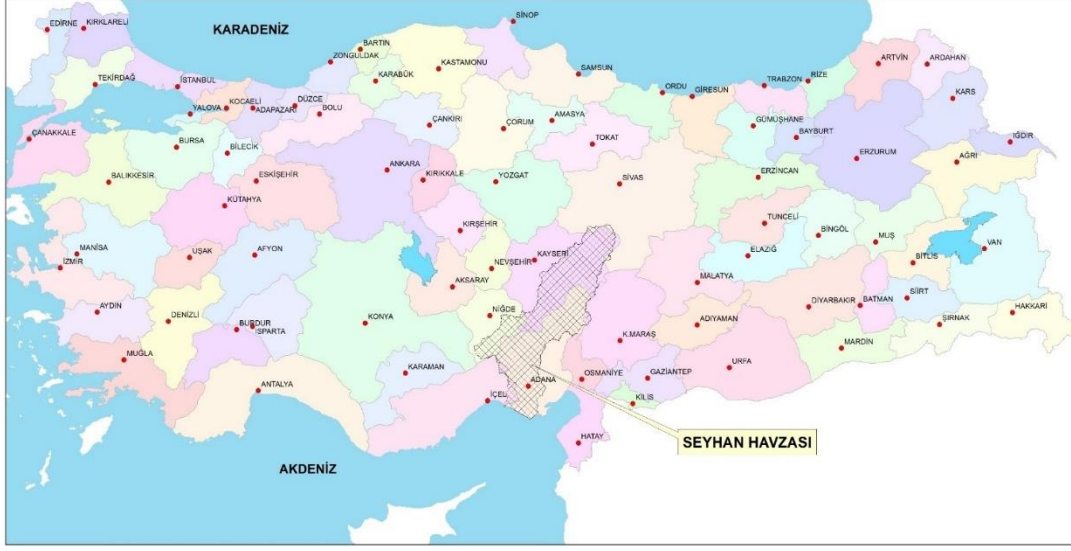 SİNOP
EDİRNE
KIRKLARELİ
KARADENİZ
BARTIN
ZONGULDAK
KASTAMONU
ARTVİN
ARDAHAN
TEKİRDAĞ
İSTANBUL
KARABÜK
SAMSUN
TRABZON
RİZE
ORDU
GİRESUN
KARS
YALOVA
KOCAELİ
ADAPAZARI
DÜZCE
BOLU
ÇANKIRI
ÇORUM
AMASYA
TOKAT
GÜMÜŞHANE
BAYBURT
IĞDIR
ÇANAKKALE
BURSA
BİLECİK
ANKARA
ERZURUM
AĞRI
BALIKKESİR
ESKİŞEHİR
KIRIKKALE
YOZGAT
SİVAS
ERZİNCAN
KÜTAHYA
TUNCELİ
KIRŞEHİR
BİNGÖL
MUŞ
MANİSA
UŞAK
AFYON
KAYSERİ
ELAZIĞ
VAN
İZMİR
NEVŞEHİR
BİTLİS
AKSARAY
MALATYA
SİİRT
AYDIN
DENİZLİ
BURDUR
ISPARTA
KONYA
NİĞDE
ADIYAMAN
DİYARBAKIR
BATMAN
ŞIRNAK
HAKKARİ
K.MARAŞ
MARDİN
MUĞLA
KARAMAN
OSMANİYE
GAZİANTEP
URFA
ANTALYA
İÇEL
ADANA
KİLİS
HATAY
SEYHAN HAVZASI
AKDENİZ